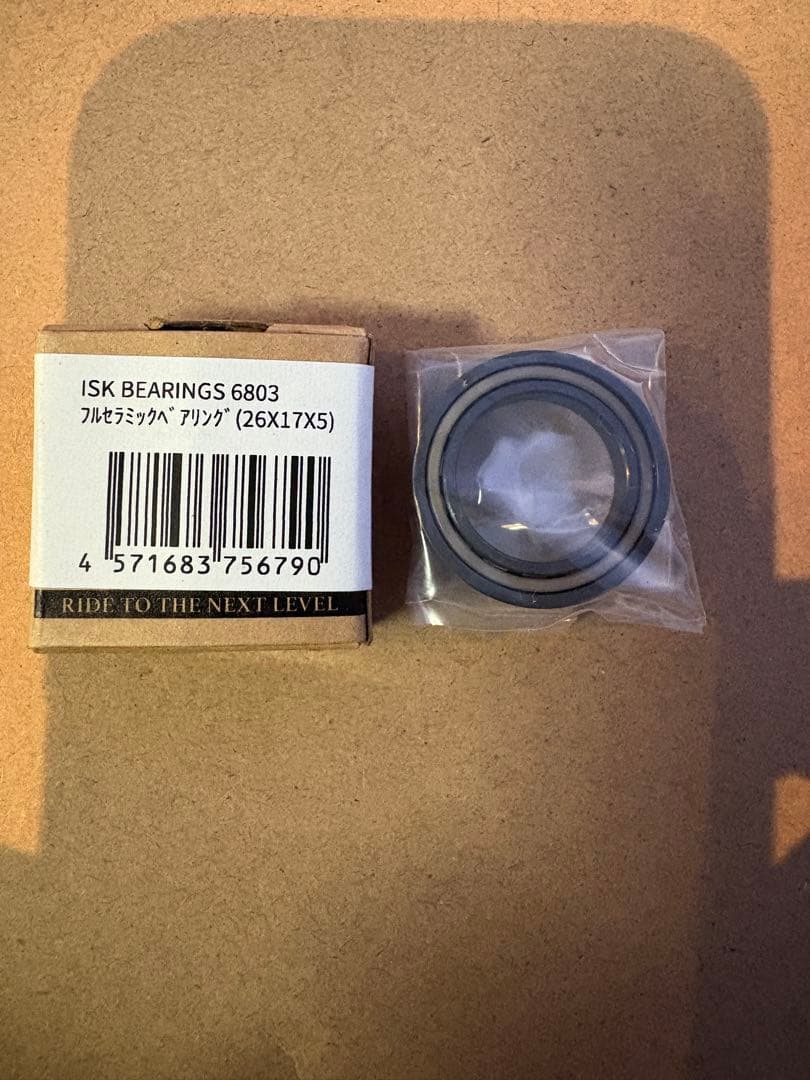 ISK BEARINGS 6803
ﾌﾙｾﾗﾐｯｸﾍﾞｱﾘﾝｸﾞ(26X17X5)
4 571683 756790
RIDE TO THE NEXT LEVEL